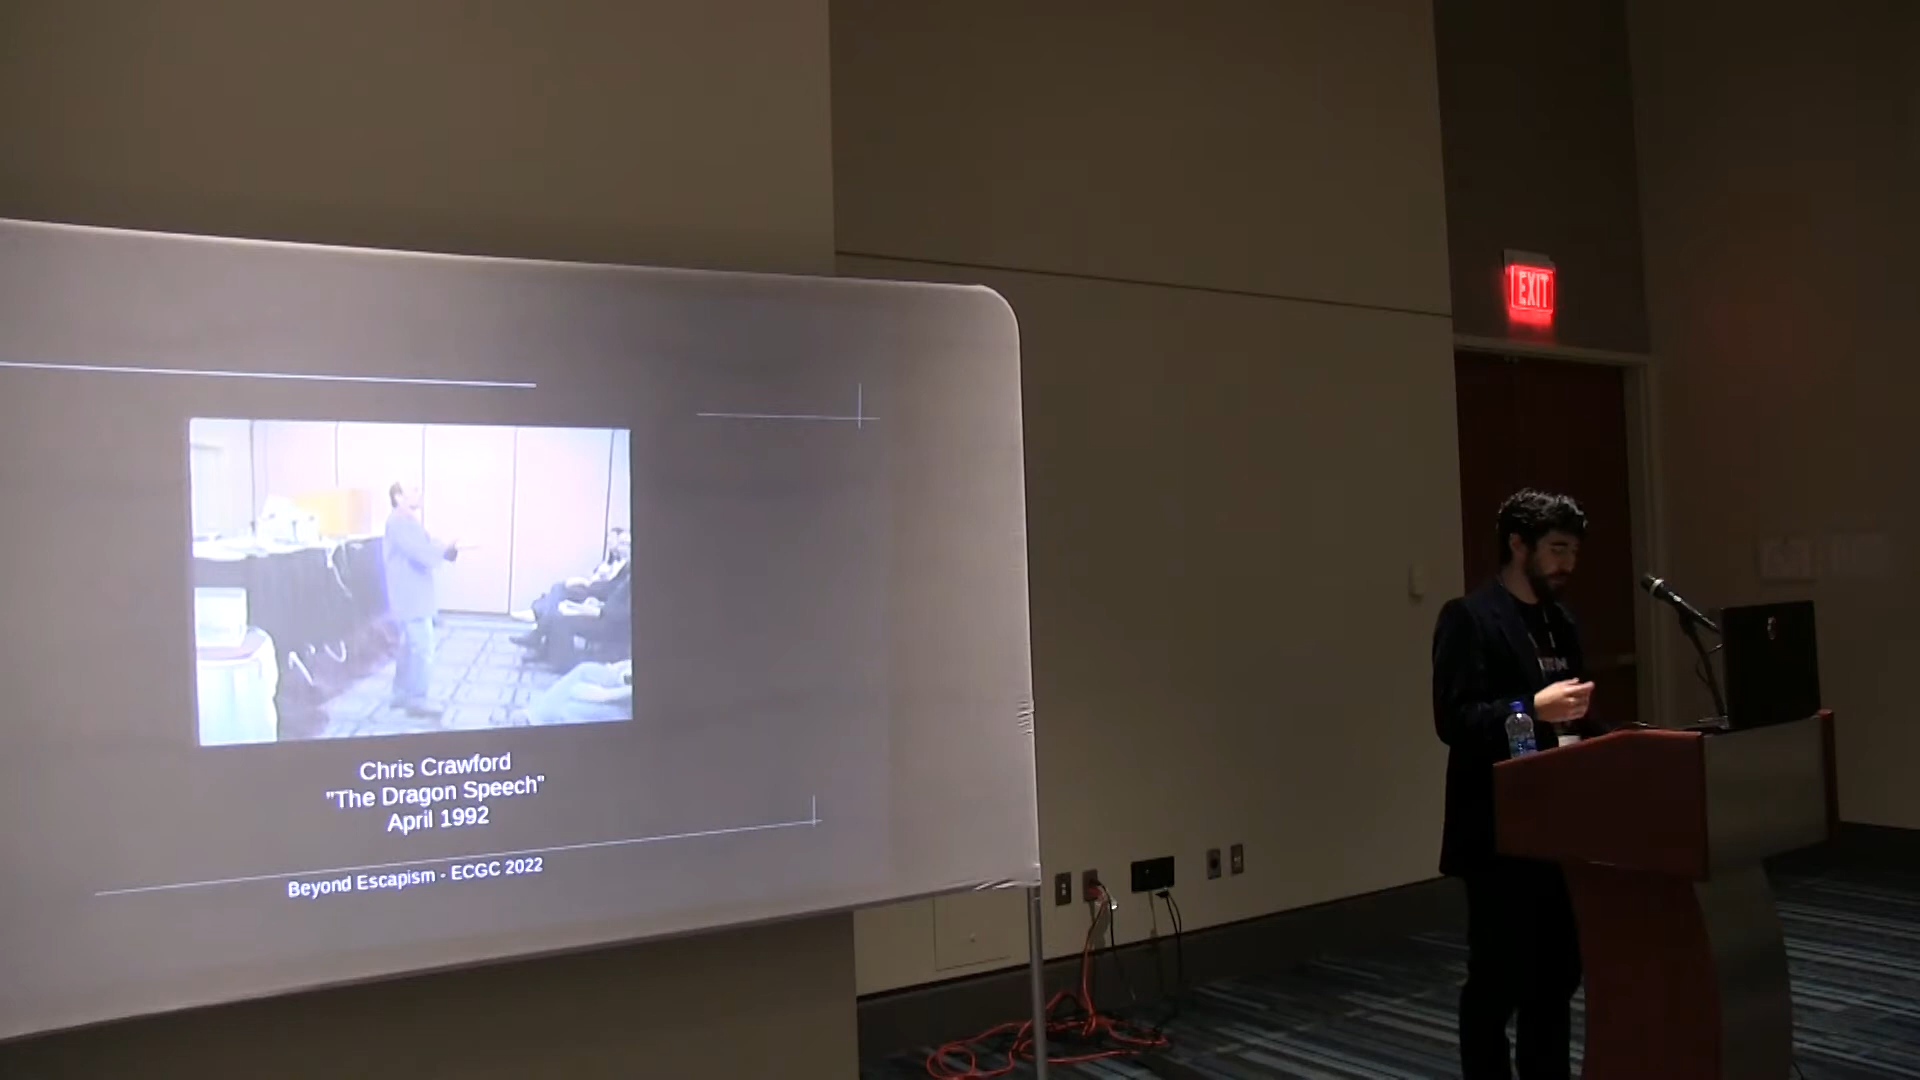 EXIT
Chris Crawford
"The Dragon Speech"
April 1992
Beyond Escapism - ECGC 2022